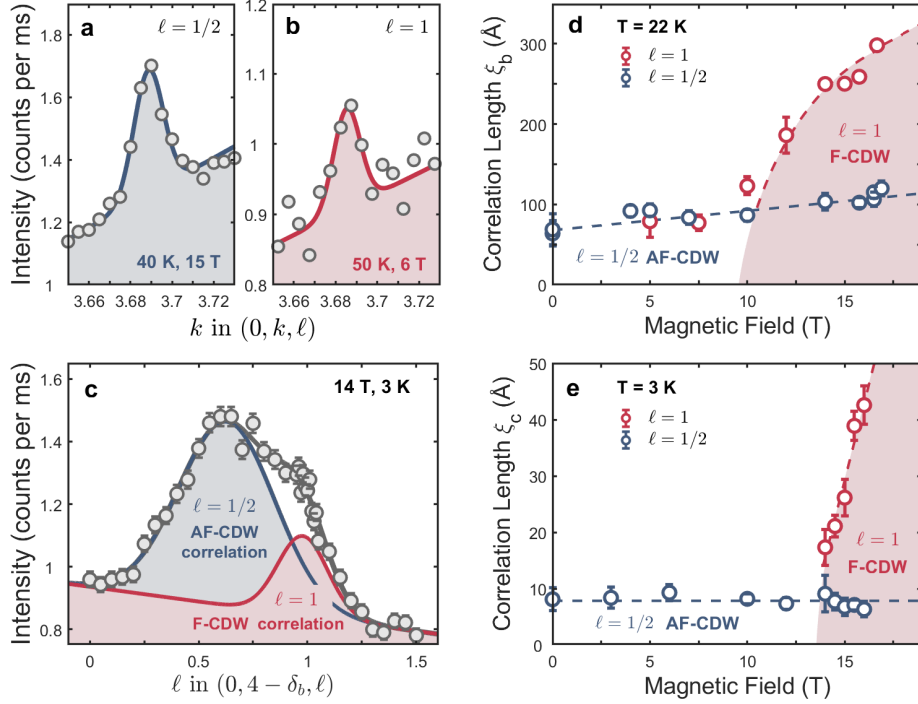 a
ℓ = 1/2
40 K, 15 T
Intensity (counts per ms)
1
1.2
1.4
1.6
1.8
3.66
3.68
3.7
3.72
b
ℓ = 1
50 K, 6 T
0.8
0.9
1
1.1
1.2
3.66
3.68
3.7
3.72
k in (0, k, ℓ)
d
T = 22 K
ℓ = 1
ℓ = 1/2
ℓ = 1
F-CDW
ℓ = 1/2 AF-CDW
Correlation Length ξb (Å)
0
100
200
300
0
5
10
15
Magnetic Field (T)
c
14 T, 3 K
ℓ = 1/2
AF-CDW
correlation
ℓ = 1
F-CDW correlation
Intensity (counts per ms)
0.8
1
1.2
1.4
1.6
0
0.5
1
1.5
ℓ in (0, 4 − δb, ℓ)
e
T = 3 K
ℓ = 1
ℓ = 1/2
ℓ = 1
F-CDW
ℓ = 1/2 AF-CDW
Correlation Length ξc (Å)
0
10
20
30
40
50
0
5
10
15
Magnetic Field (T)